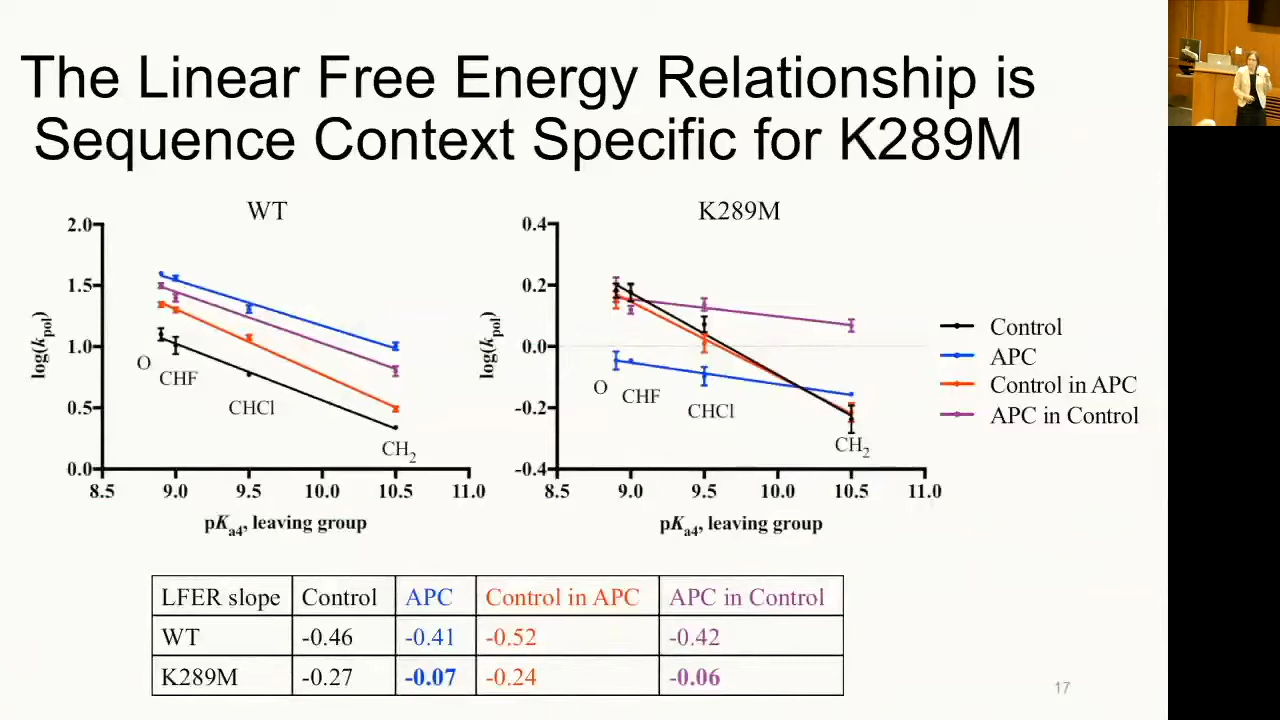 The Linear Free Energy Relationship is
Sequence Context Specific for K289M
WT
2.0
1.5
1.0
0.5
0.0
log(kpol)
O
CHF
CHCl
CH2
8.5 9.0 9.5 10.0 10.5 11.0
pKa4, leaving group
K289M
0.4
0.2
0.0
-0.2
-0.4
log(kpol)
O
CHF
CHCl
CH2
8.5 9.0 9.5 10.0 10.5 11.0
pKa4, leaving group
Control
APC
Control in APC
APC in Control
LFER slope Control APC Control in APC APC in Control
WT -0.46 -0.41 -0.52 -0.42
K289M -0.27 -0.07 -0.24 -0.06
17